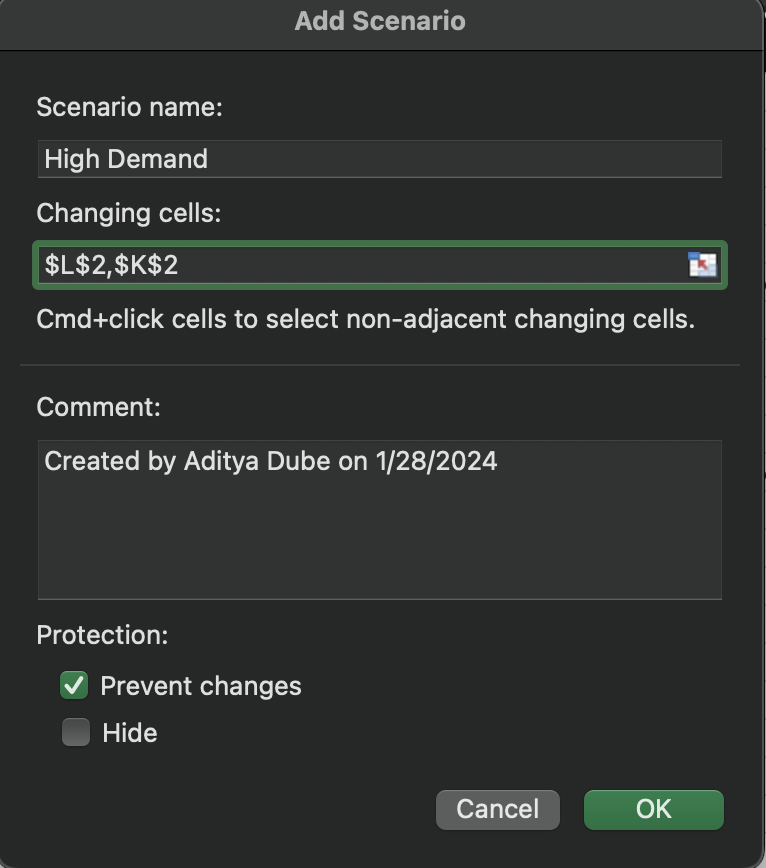 Add Scenario
Scenario name:
High Demand
Changing cells:
$L$2,$K$2
Cmd+click cells to select non-adjacent changing cells.
Comment:
Created by Aditya Dube on 1/28/2024
Protection:
Prevent changes
Hide
Cancel OK